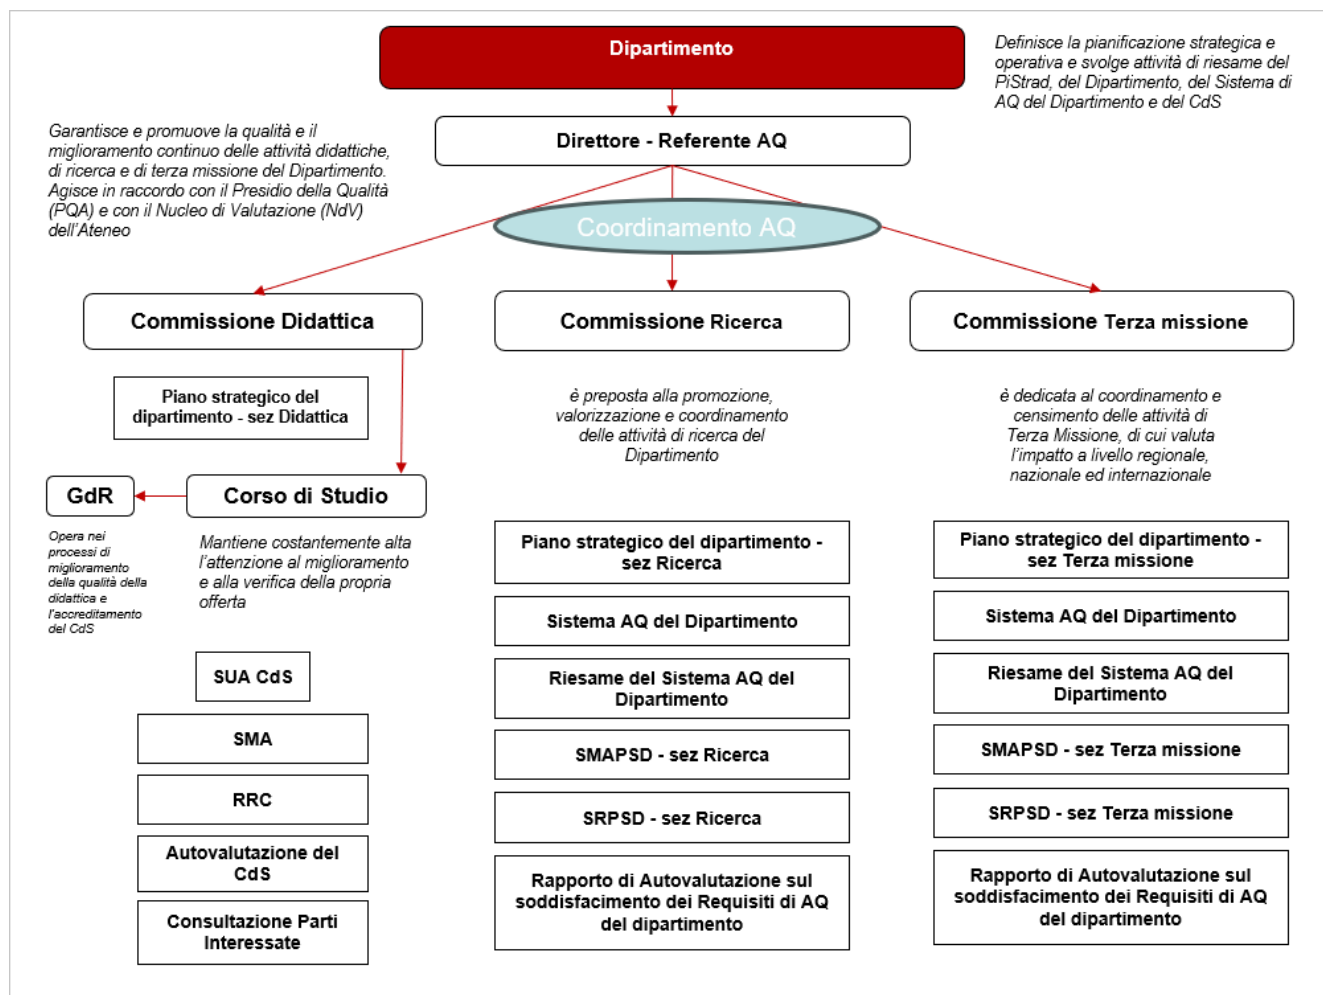 Dipartimento
Definisce la pianificazione strategica e
operativa e svolge attività di riesame del
PiStrad, del Dipartimento, del Sistema di
AQ del Dipartimento e del CdS
Garantisce e promuove la qualità e il
miglioramento continuo delle attività didattiche,
di ricerca e di terza missione del Dipartimento.
Agisce in raccordo con il Presidio della Qualità
(PQA) e con il Nucleo di Valutazione (NdV)
dell'Ateneo
Direttore - Referente AQ
Coordinamento AQ
Commissione Didattica
Piano strategico del
dipartimento - sez Didattica
GdR
Corso di Studio
Opera nei
processi di
miglioramento
della qualità della
didattica e
l'accreditamento
del CdS
Mantiene costantemente alta
l'attenzione al miglioramento
e alla verifica della propria
offerta
SUA CdS
SMA
RRC
Autovalutazione del
CdS
Consultazione Parti
Interessate
Commissione Ricerca
è preposta alla promozione,
valorizzazione e coordinamento
delle attività di ricerca del
Dipartimento
Piano strategico del dipartimento -
sez Ricerca
Sistema AQ del Dipartimento
Riesame del Sistema AQ del
Dipartimento
SMAPSD - sez Ricerca
SRPSD - sez Ricerca
Rapporto di Autovalutazione sul
soddisfacimento dei Requisiti di AQ
del dipartimento
Commissione Terza missione
è dedicata al coordinamento e
censimento delle attività di
Terza Missione, di cui valuta
l'impatto a livello regionale,
nazionale ed internazionale
Piano strategico del dipartimento -
sez Terza missione
Sistema AQ del Dipartimento
Riesame del Sistema AQ del
Dipartimento
SMAPSD - sez Terza missione
SRPSD - sez Terza missione
Rapporto di Autovalutazione sul
soddisfacimento dei Requisiti di AQ
del dipartimento